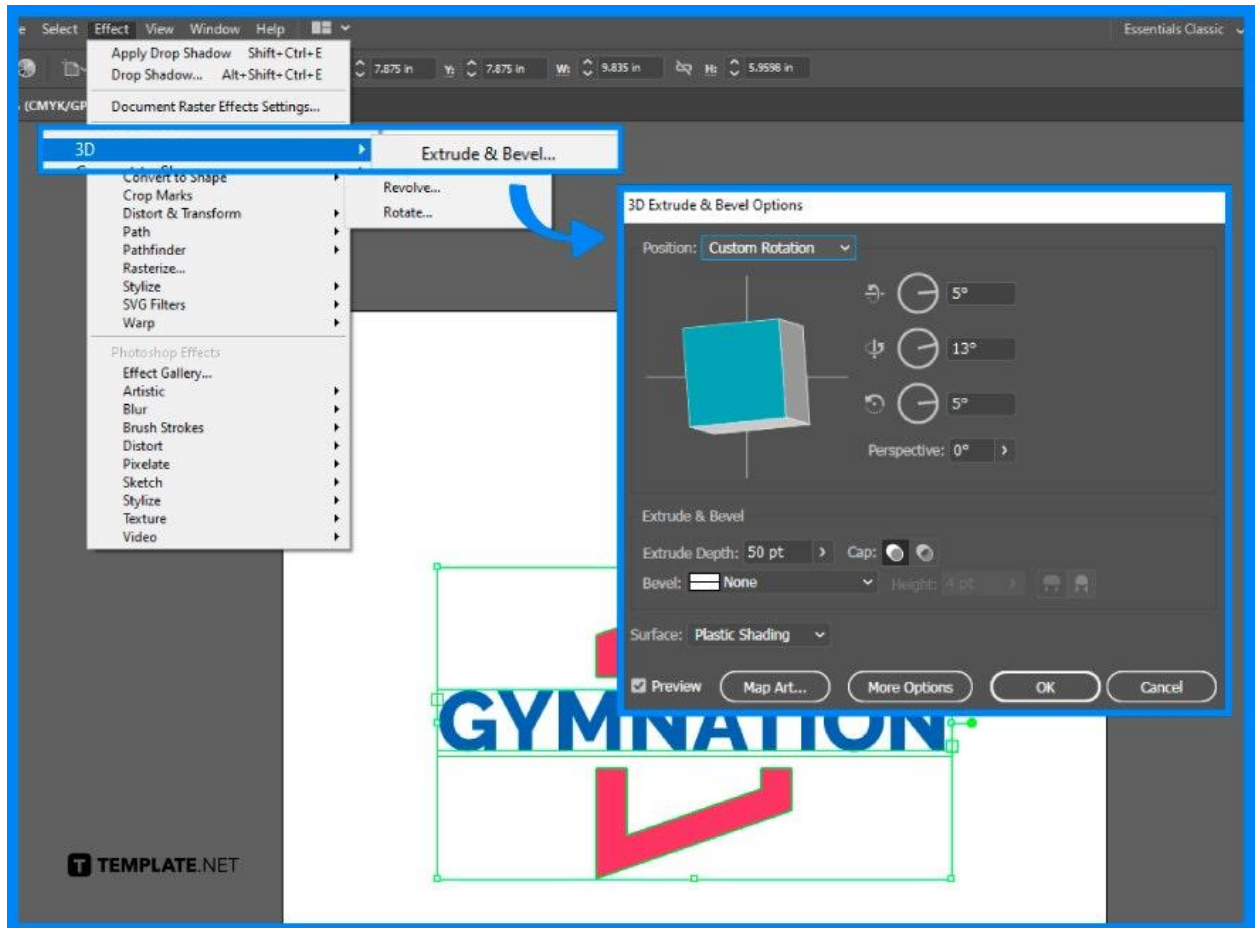 Select Effect View Window Help
Essentials Classic
7.875 in Y: 7.875 in W: 9.835 in H: 5.9598 in
(CMYK/GP
Apply Drop Shadow Shift+Ctrl+E
Drop Shadow... Alt+Shift+Ctrl+E
Document Raster Effects Settings...
3D
Extrude & Bevel...
Revolve...
Rotate...
Convert to Shape
Crop Marks
Distort & Transform
Path
Pathfinder
Rasterize...
Stylize
SVG Filters
Warp
Photoshop Effects
Effect Gallery...
Artistic
Blur
Brush Strokes
Distort
Pixelate
Sketch
Stylize
Texture
Video
3D Extrude & Bevel Options
Position: Custom Rotation
5°
13°
5°
Perspective: 0°
Extrude & Bevel
Extrude Depth: 50 pt Cap:
Bevel: None Height: 4 pt
Surface: Plastic Shading
Preview Map Art... More Options OK Cancel
GYMNATION
T TEMPLATE.NET